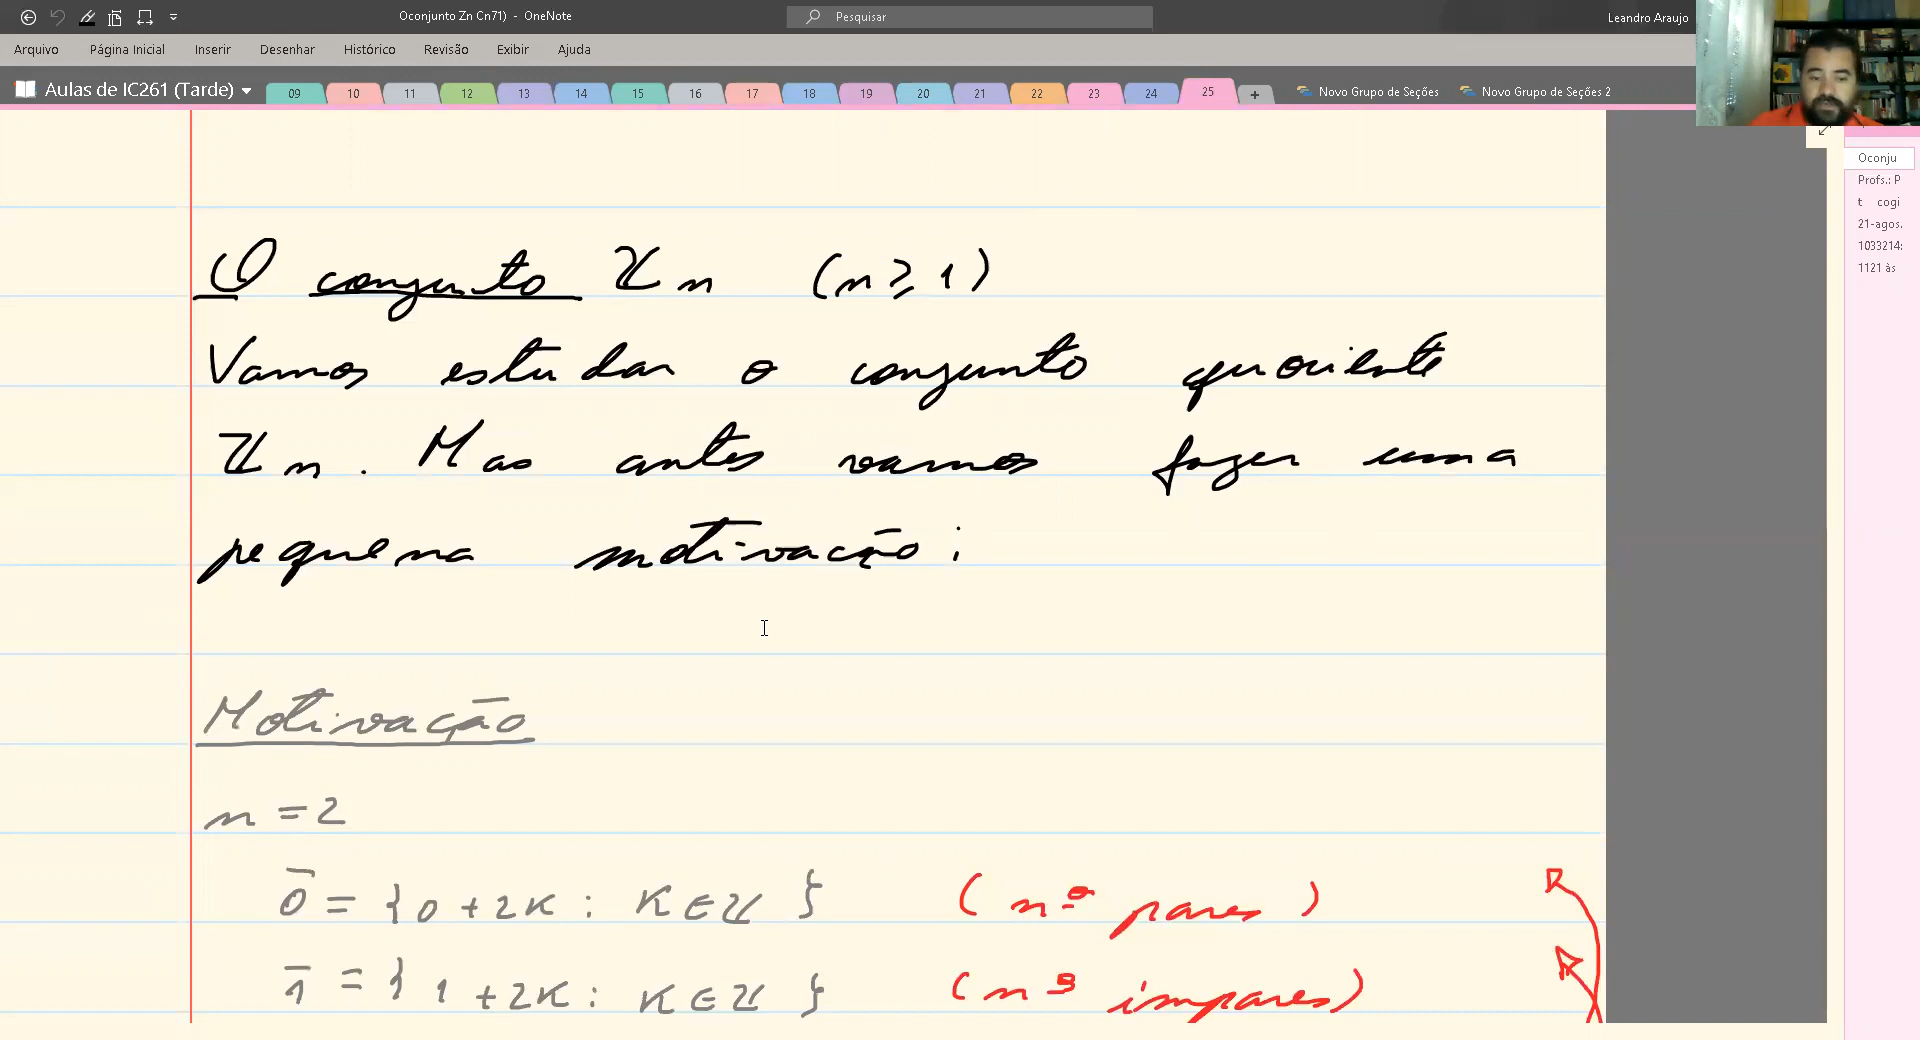 Oconjunto Zn Cn71) - OneNote
Pesquisar
Leandro Araujo
Arquivo Página Inicial Inserir Desenhar Histórico Revisão Exibir Ajuda
Aulas de IC261 (Tarde) 09 10 11 12 13 14 15 16 17 18 19 20 21 22 23 24 25 + Novo Grupo de Seções Novo Grupo de Seções 2
Oconju
Profs.: P
t cogi
21-agos.
1033214:
1121 às
O conjunto ℤn (n ≥ 1)
Vamos estudar o conjunto quociente
ℤn. Mas antes vamos fazer uma
pequena motivação:
Motivação
n = 2
0̅ = { 0 + 2K : K ∈ ℤ } (nº pares)
1̅ = { 1 + 2K : K ∈ ℤ } (nº ímpares)